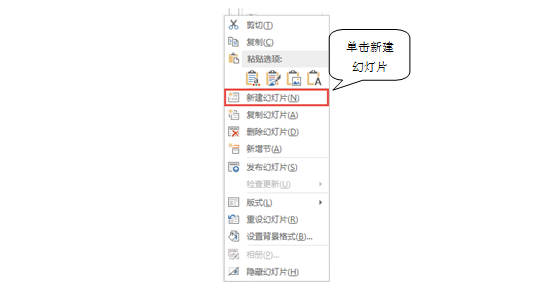 剪切(T)
复制(C)
粘贴选项:
新建幻灯片(N)
复制幻灯片(A)
删除幻灯片(D)
新增节(A)
发布幻灯片(S)
检查更新(U)
版式(L)
重设幻灯片(R)
设置背景格式(B)...
相册(P)...
隐藏幻灯片(H)
单击新建
幻灯片